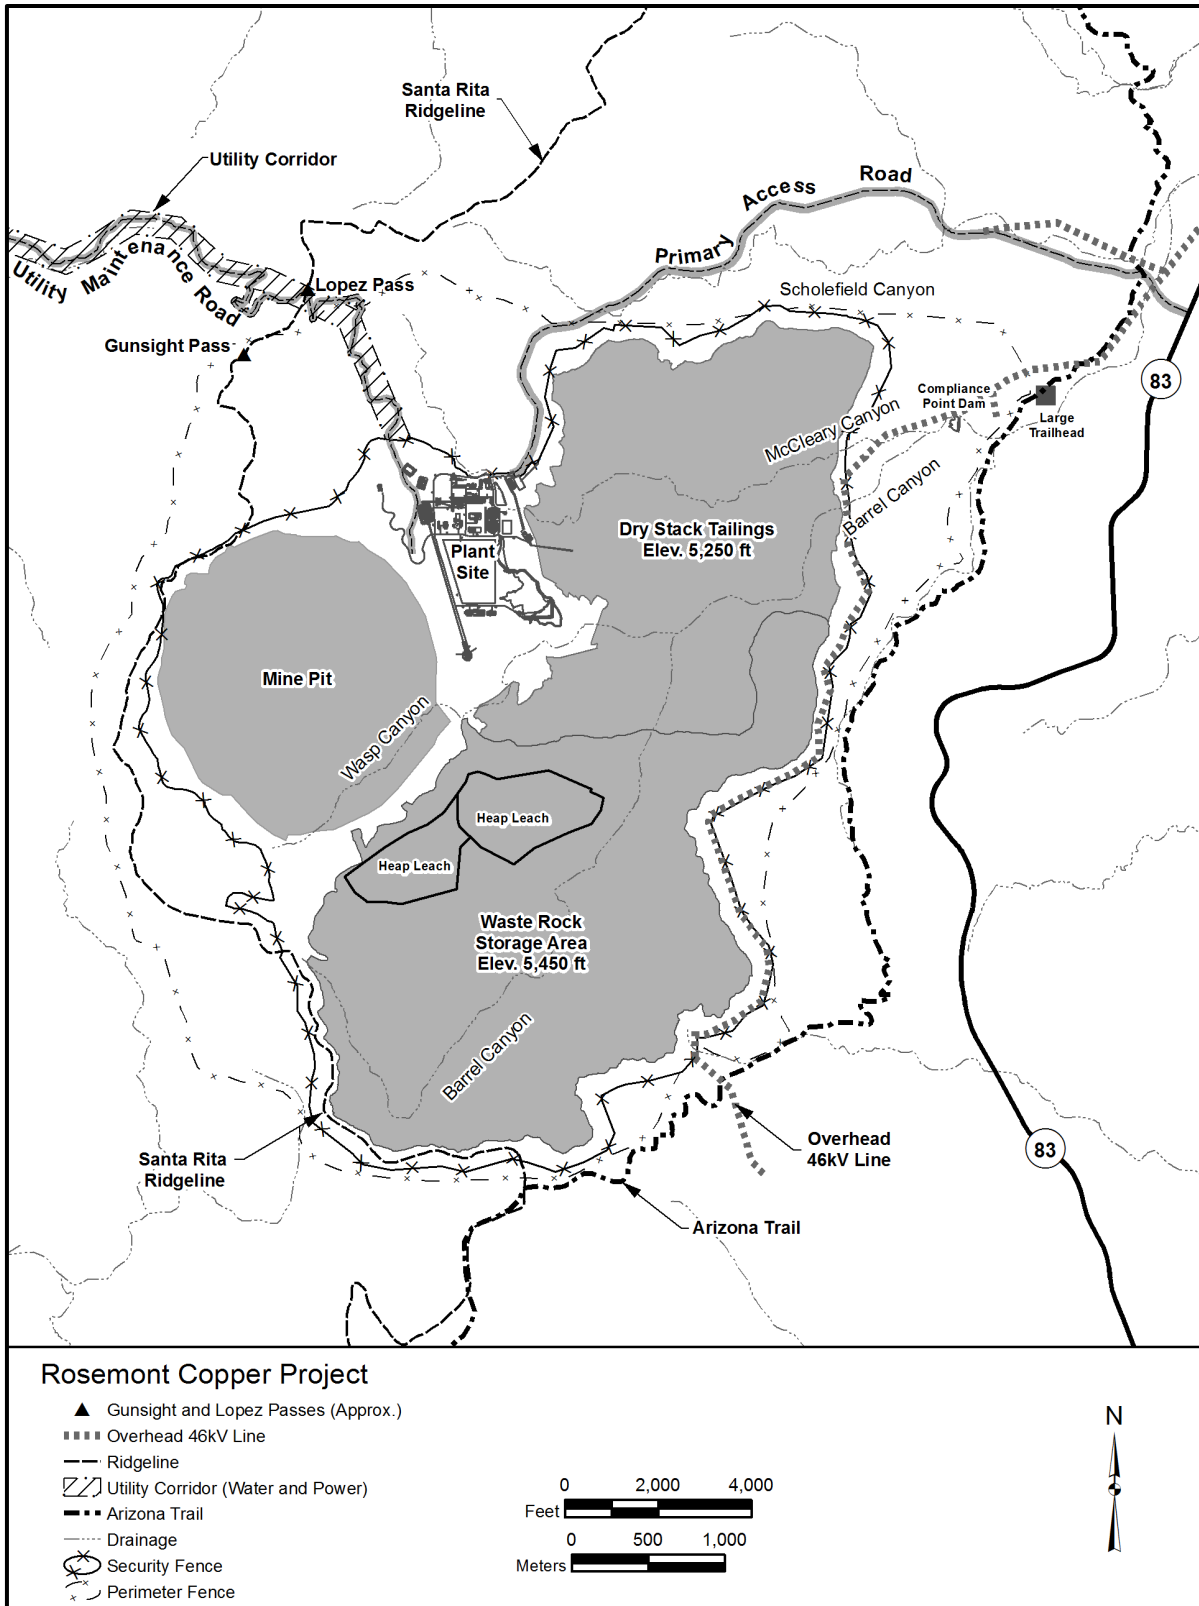 Santa Rita
Ridgeline
Utility Corridor
Access Road
Primary
Utility Maintenance Road
Lopez Pass
Scholefield Canyon
Gunsight Pass
83
Compliance
Point Dam
Large
Trailhead
McCleary Canyon
Barrel Canyon
Dry Stack Tailings
Elev. 5,250 ft
Plant
Site
Mine Pit
Wasp Canyon
Heap Leach
Heap Leach
Waste Rock
Storage Area
Elev. 5,450 ft
Barrel Canyon
Overhead
46kV Line
83
Santa Rita
Ridgeline
Arizona Trail
Rosemont Copper Project
Gunsight and Lopez Passes (Approx.)
Overhead 46kV Line
Ridgeline
Utility Corridor (Water and Power)
Arizona Trail
Drainage
Security Fence
Perimeter Fence
0 2,000 4,000
Feet
0 500 1,000
Meters
N